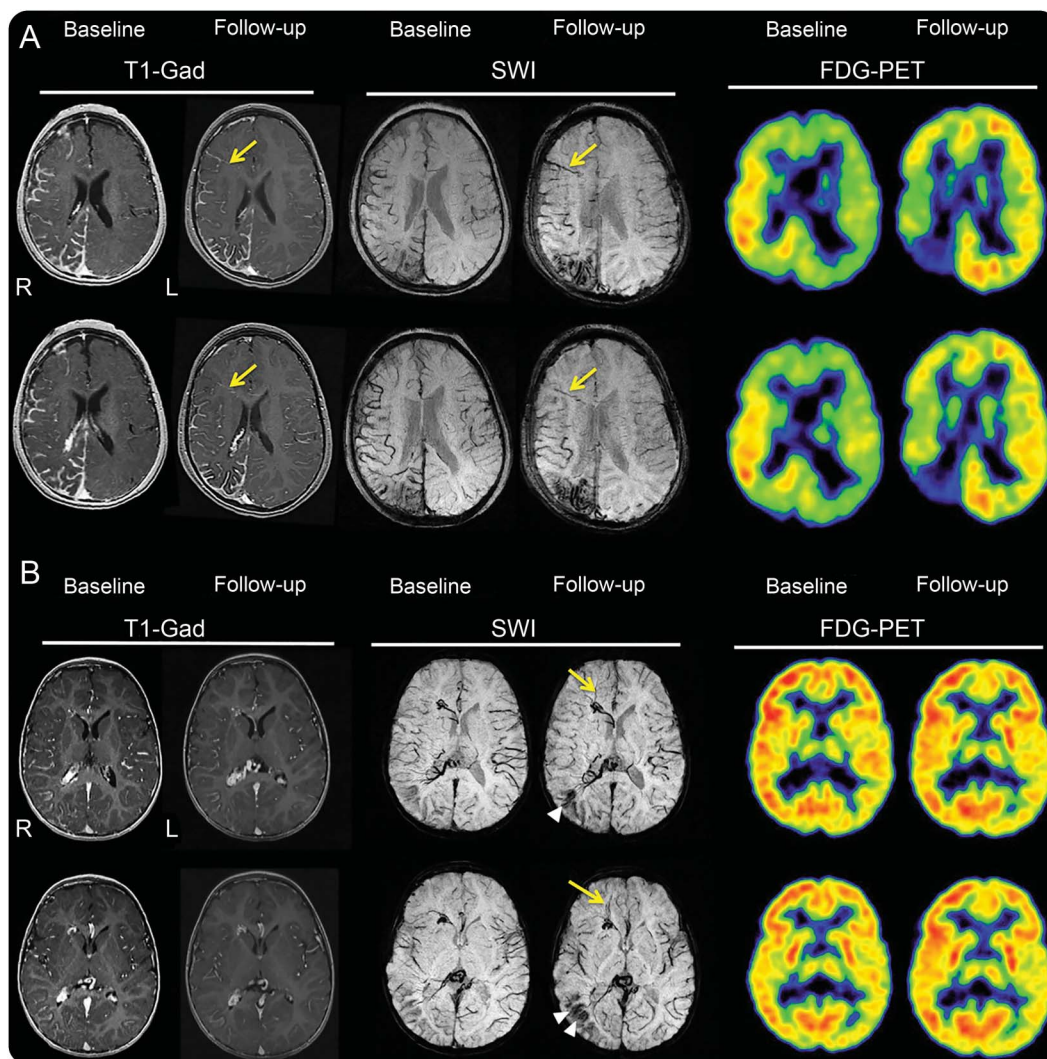 A
Baseline Follow-up Baseline Follow-up Baseline Follow-up
T1-Gad SWI FDG-PET
R L
B
Baseline Follow-up Baseline Follow-up Baseline Follow-up
T1-Gad SWI FDG-PET
R L